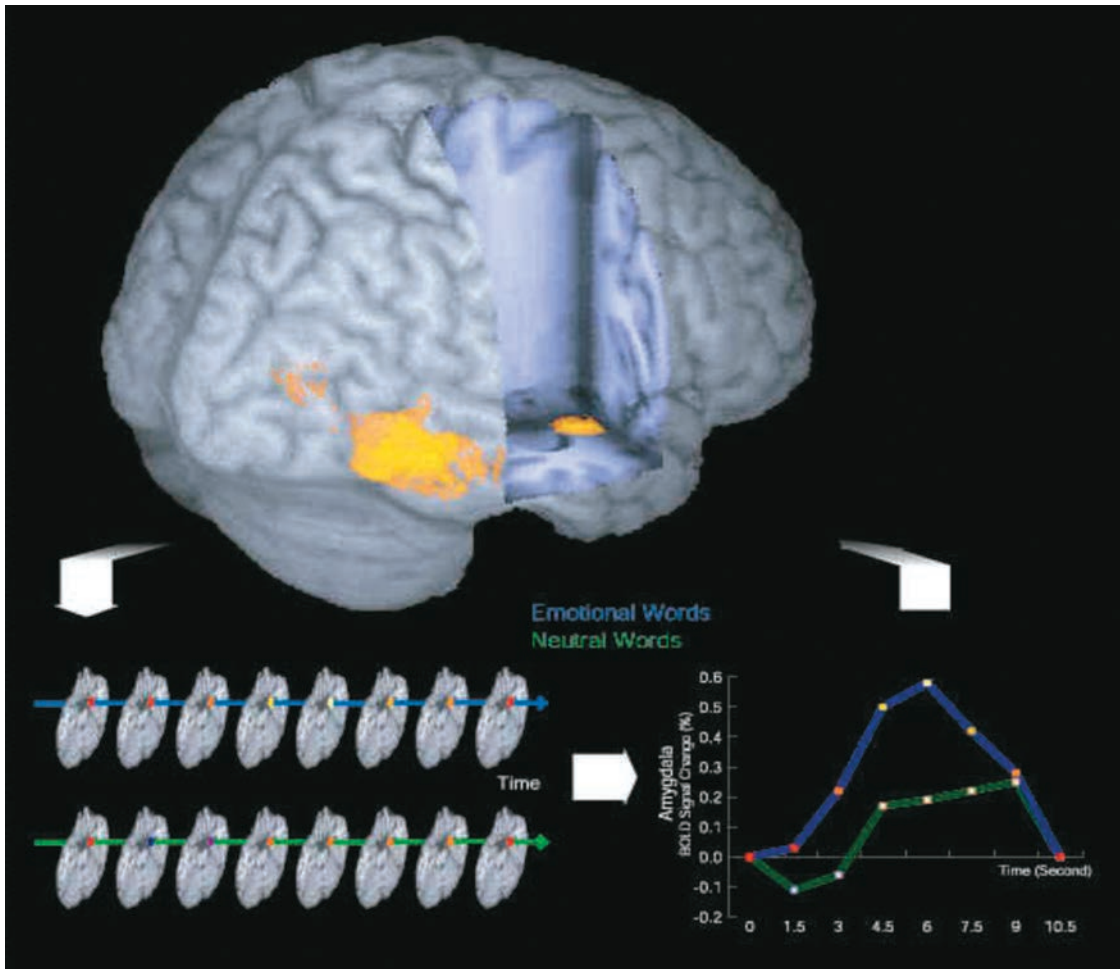 Emotional Words
Neutral Words
Time
Amygdala
BOLD Signal Change (%)
0.6
0.5
0.4
0.3
0.2
0.1
0.0
-0.1
-0.2
Time (Second)
0 1.5 3 4.5 6 7.5 9 10.5